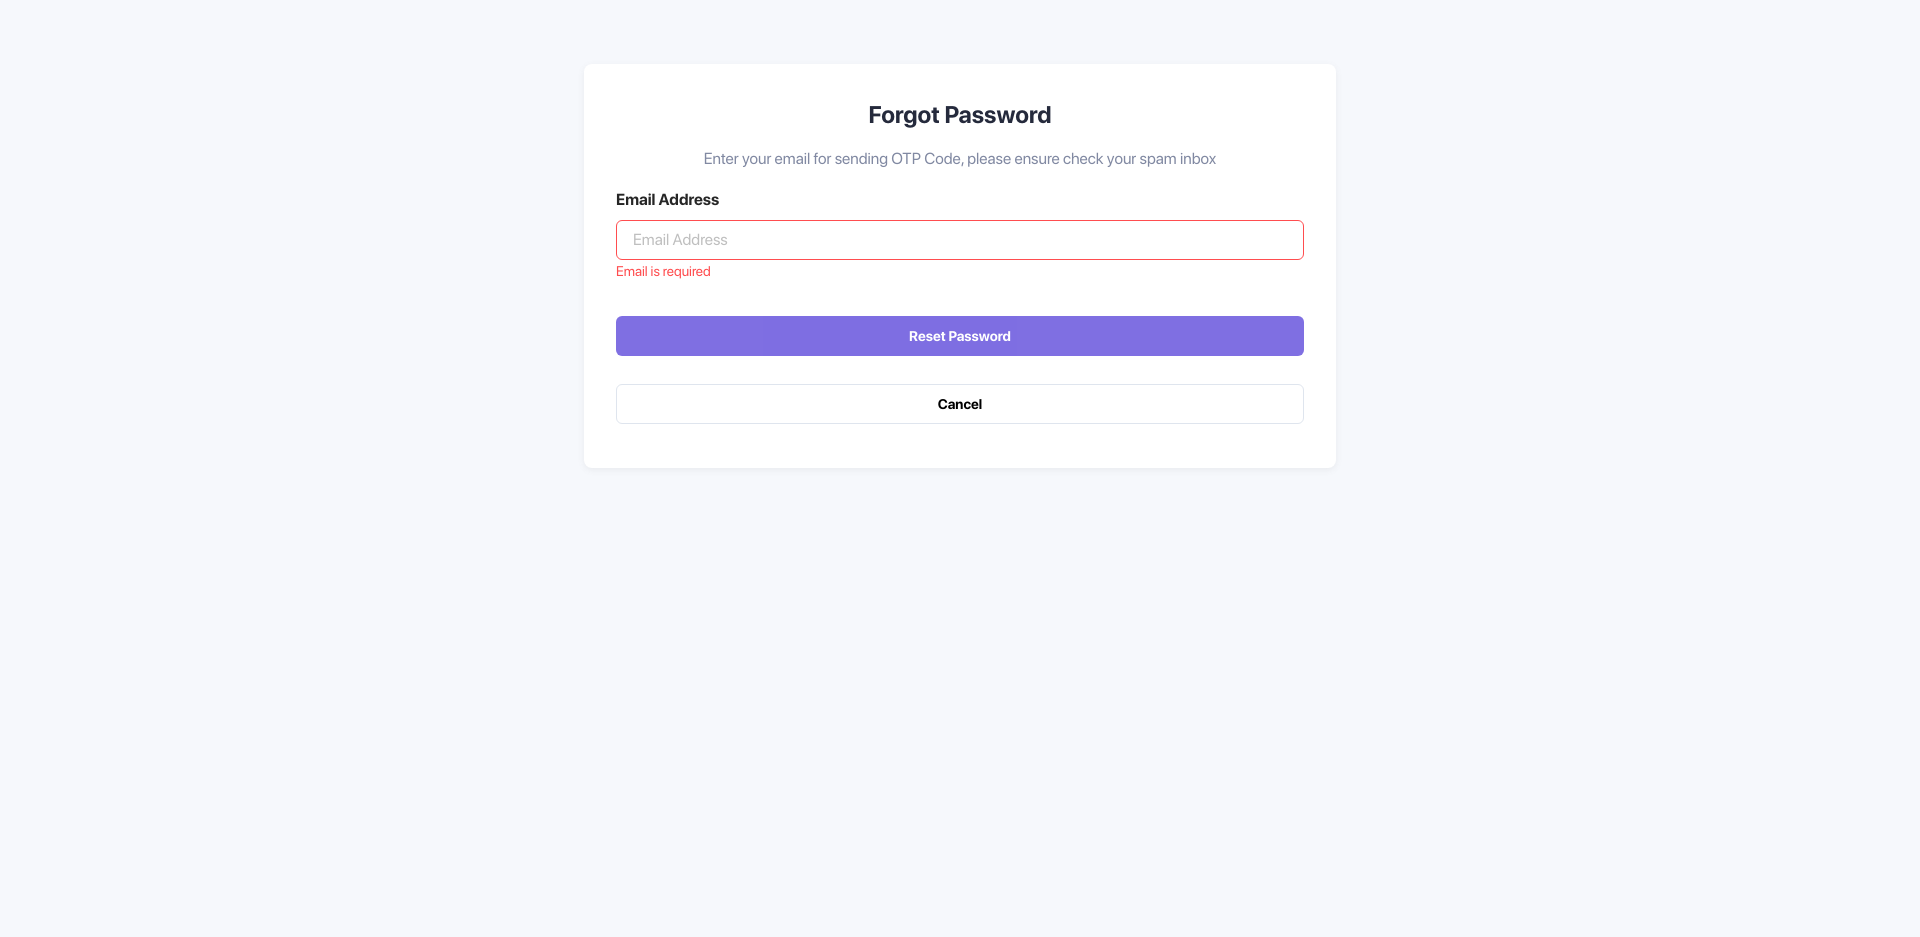 Forgot Password
Enter your email for sending OTP Code, please ensure check your spam inbox
Email Address
Email Address
Email is required
Reset Password
Cancel